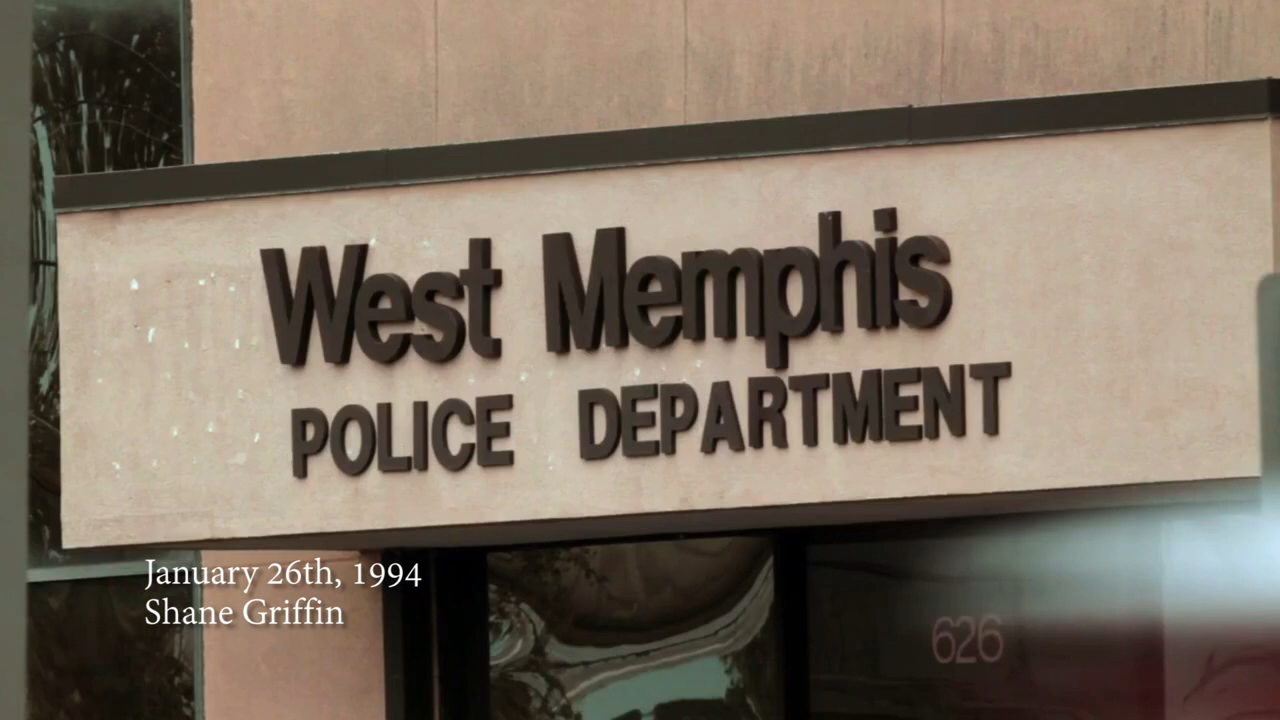 West Memphis
POLICE DEPARTMENT
January 26th, 1994
Shane Griffin
626